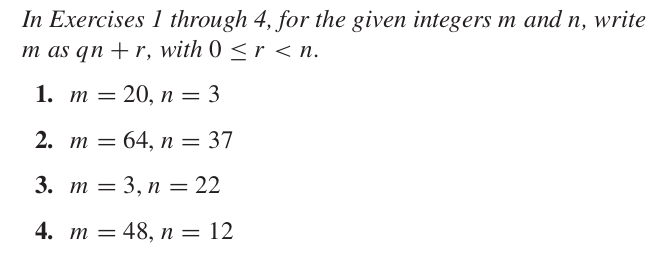 In Exercises 1 through 4, for the given integers m and n, write
m as qn + r, with 0 ≤ r < n.
1. m = 20, n = 3
2. m = 64, n = 37
3. m = 3, n = 22
4. m = 48, n = 12